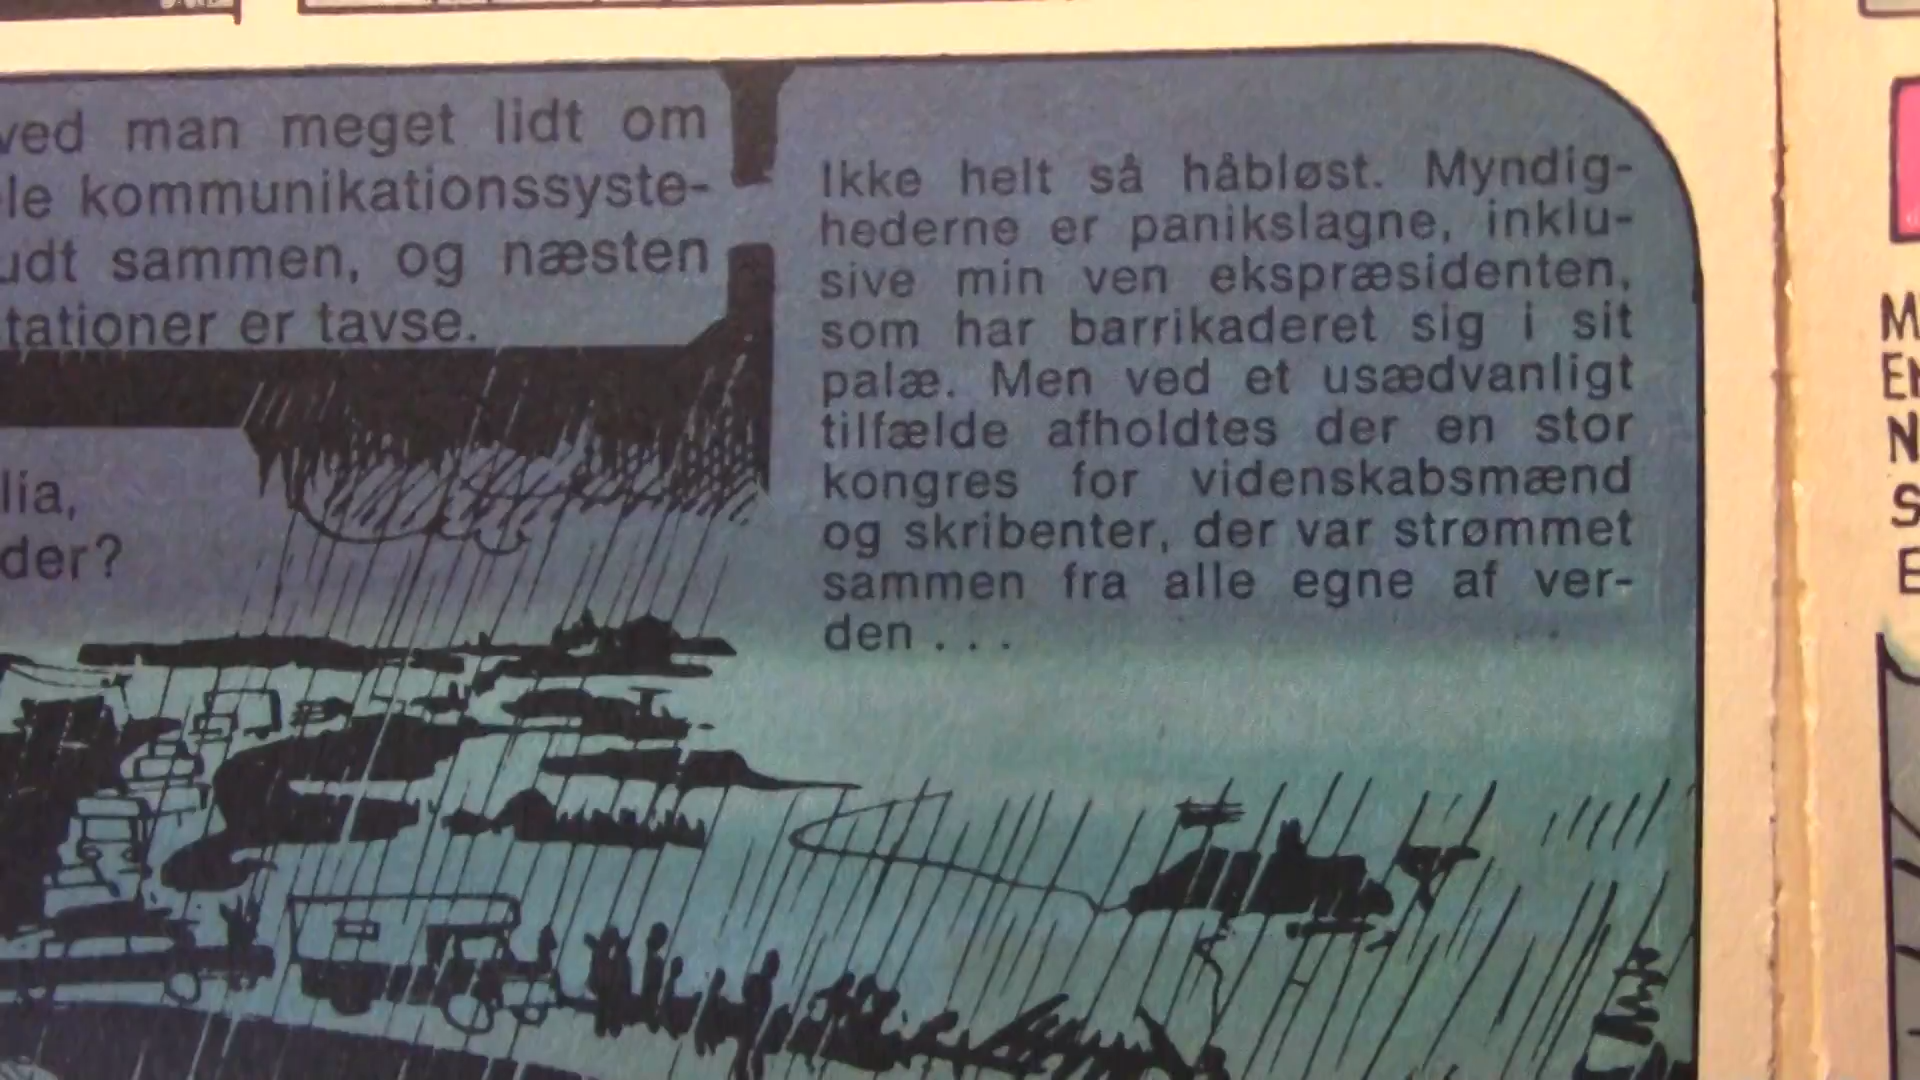 ved man meget lidt om
le kommunikationssyste-
udt sammen, og næsten
tationer er tavse.
lia,
der?
Ikke helt så håbløst. Myndig-
hederne er panikslagne, inklu-
sive min ven ekspræsidenten,
som har barrikaderet sig i sit
palæ. Men ved et usædvanligt
tilfælde afholdtes der en stor
kongres for videnskabsmænd
og skribenter, der var strømmet
sammen fra alle egne af ver-
den . . .